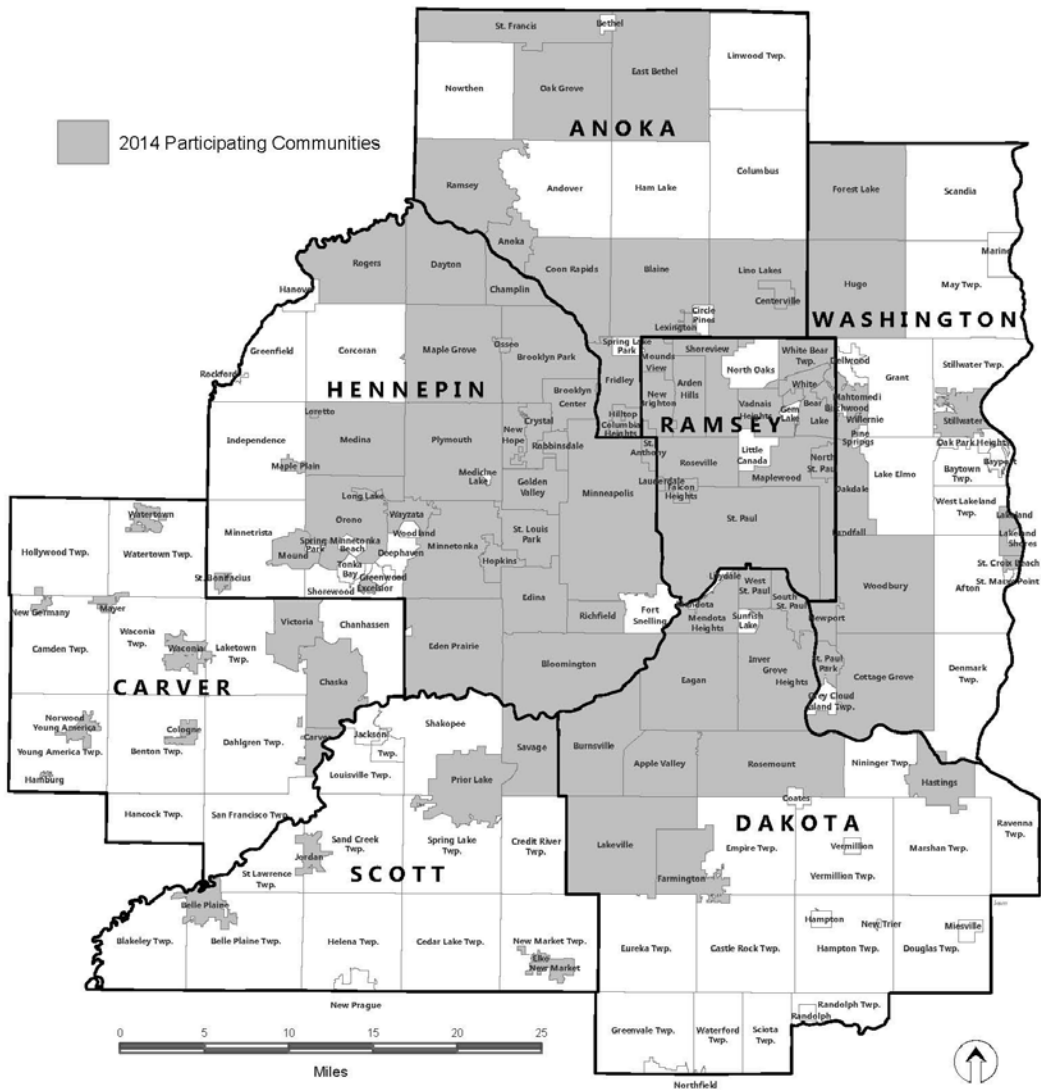 St. Francis
Bethel
Linwood Twp.
East Bethel
Nowthen
Oak Grove
ANOKA
2014 Participating Communities
Ramsey
Andover
Ham Lake
Columbus
Forest Lake
Scandia
Anoka
Rogers
Dayton
Coon Rapids
Blaine
Lino Lakes
Marine
Hanover
Champlin
Centerville
Hugo
May Twp.
Circle
Pines
Lexington
WASHINGTON
Greenfield
Corcoran
Maple Grove
Osseo
Brooklyn Park
Spring Lake
Park
Mounds
View
Shoreview
North Oaks
White Bear
Twp.
Dellwood
Grant
Stillwater Twp.
Rockford
HENNEPIN
Brooklyn
Center
Fridley
New
Brighton
Arden
Hills
Vadnais
Heights
Gem
Lake
White
Bear
Lake
Mahtomedi
Birchwood
Willernie
Pine
Springs
Stillwater
Loretto
Independence
Medina
Plymouth
New
Hope
Crystal
Robbinsdale
Hilltop
Columbia
Heights
RAMSEY
St.
Anthony
Roseville
Little
Canada
Maplewood
North
St. Paul
Oak Park Heights
Bayport
Baytown
Twp.
Maple Plain
Medicine
Lake
Golden
Valley
Minneapolis
Lauderdale
Falcon
Heights
Oakdale
Lake Elmo
West Lakeland
Twp.
Long Lake
Orono
Wayzata
Woodland
St. Louis
Park
St. Paul
Landfall
Lakeland
Lakeland
Shores
Watertown
Hollywood Twp.
Watertown Twp.
Minnetrista
Mound
Spring
Park
Minnetonka
Beach
Tonka
Bay
Deephaven
Minnetonka
Hopkins
St. Croix Beach
St. Marys Point
St. Bonifacius
Shorewood
Greenwood
Excelsior
Edina
Richfield
Fort
Snelling
Lilydale
Mendota
West
St. Paul
South
St. Paul
Newport
Woodbury
Afton
New Germany
Mayer
Victoria
Chanhassen
Mendota
Heights
Sunfish
Lake
Camden Twp.
Waconia
Twp.
Waconia
Laketown
Twp.
Eden Prairie
Bloomington
Eagan
Inver
Grove
Heights
St. Paul
Park
Cottage Grove
Denmark
Twp.
CARVER
Chaska
Grey Cloud
Island Twp.
Norwood
Young America
Cologne
Carver
Jackson
Twp.
Shakopee
Young America Twp.
Benton Twp.
Dahlgren Twp.
Louisville Twp.
Prior Lake
Savage
Burnsville
Apple Valley
Rosemount
Nininger Twp.
Hastings
Hamburg
Hancock Twp.
San Francisco Twp.
Coates
DAKOTA
Ravenna
Twp.
Jordan
Sand Creek
Twp.
Spring Lake
Twp.
Credit River
Twp.
Lakeville
Empire Twp.
Vermillion
Marshan Twp.
St Lawrence
Twp.
SCOTT
Farmington
Vermillion Twp.
Belle Plaine
Blakeley Twp.
Belle Plaine Twp.
Helena Twp.
Cedar Lake Twp.
New Market Twp.
Elko
New Market
Eureka Twp.
Castle Rock Twp.
Hampton
New Trier
Hampton Twp.
Miesville
Douglas Twp.
New Prague
Randolph
Randolph Twp.
Greenvale Twp.
Waterford
Twp.
Sciota
Twp.
Northfield
0 5 10 15 20 25
Miles